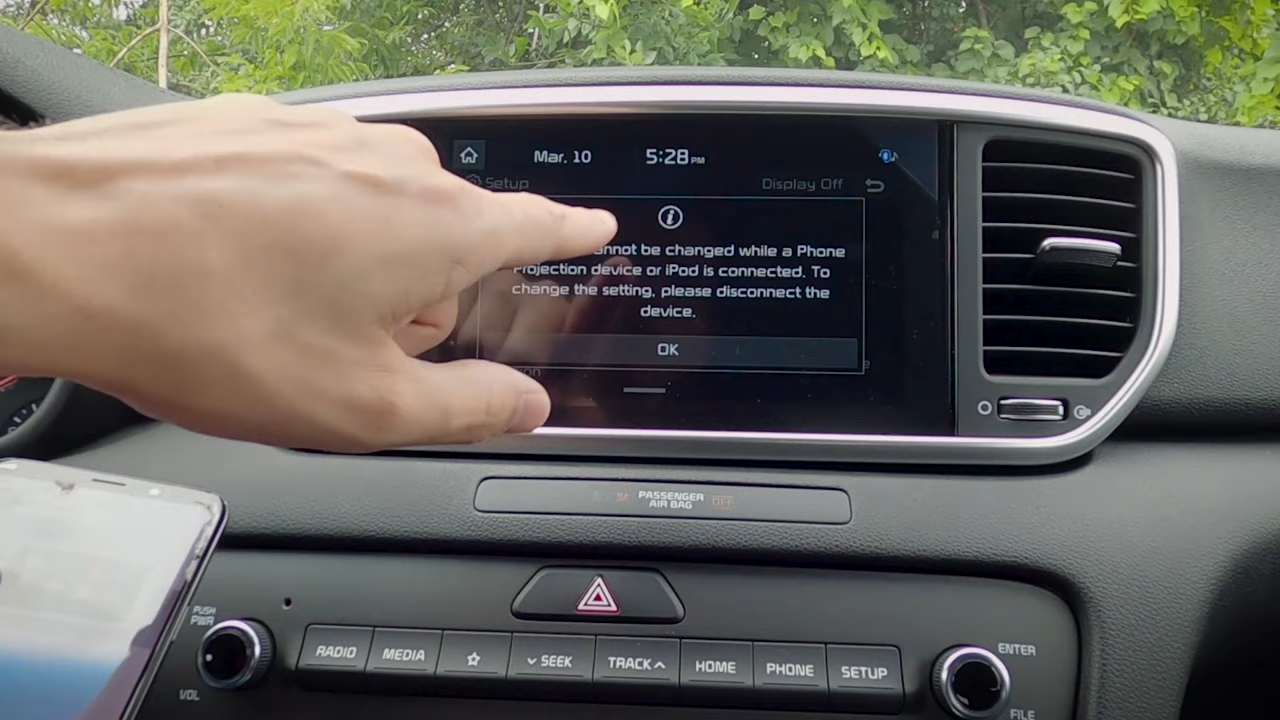 Mar. 10
5:28 PM
Setup
Display Off
be changed while a Phone
Projection device or iPod is connected. To
change the setting, please disconnect the
device.
OK
PASSENGER
AIR BAG
OFF
PUSH
PWR
VOL
RADIO
MEDIA
SEEK
TRACK
HOME
PHONE
SETUP
ENTER
FILE